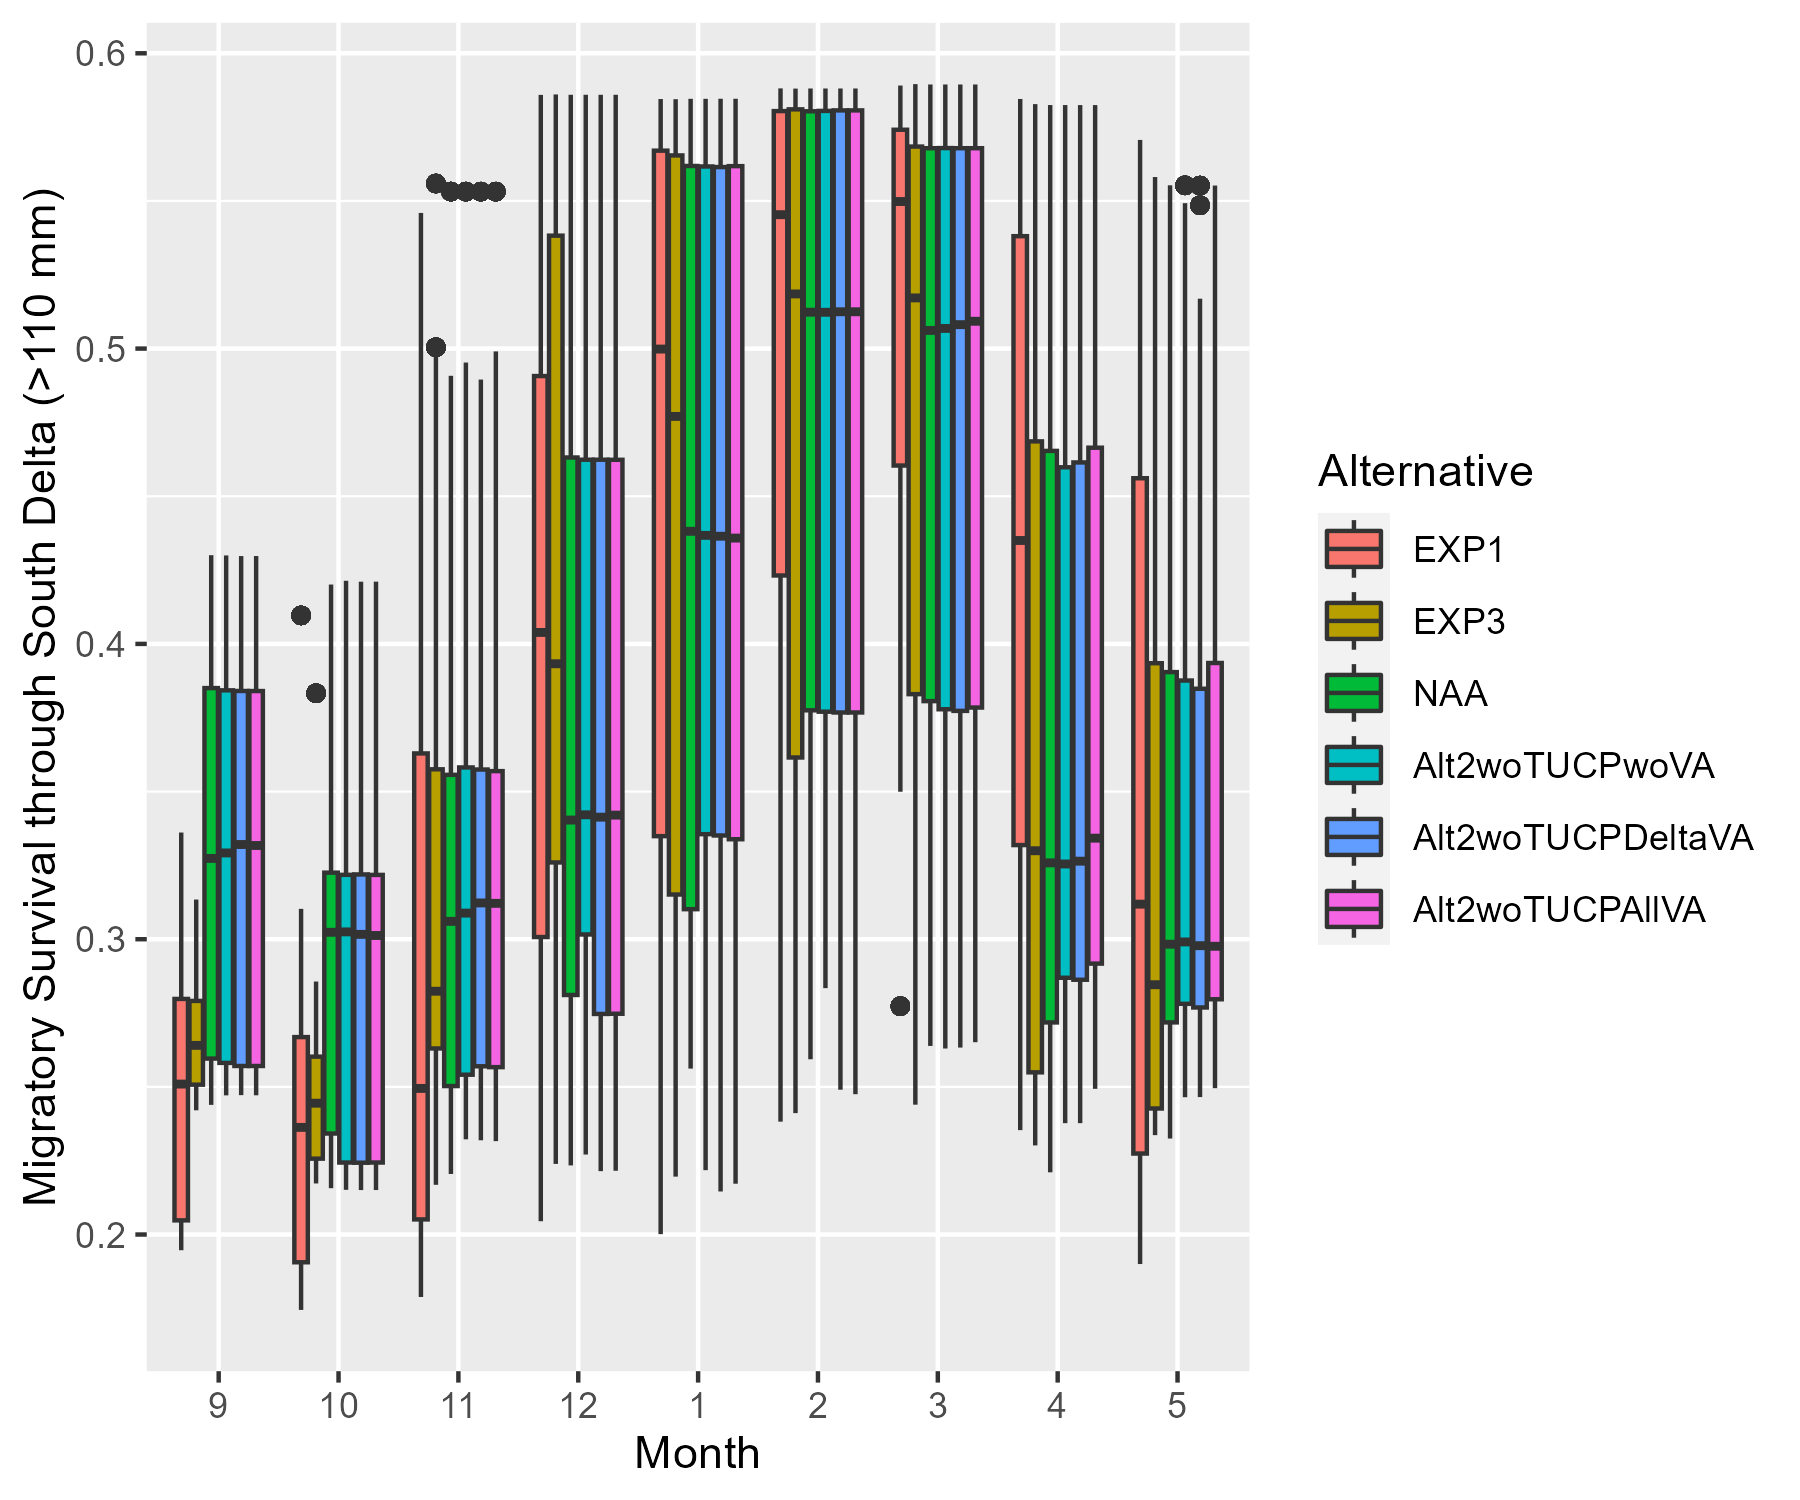 Migratory Survival through South Delta (>110 mm)
0.6
0.5
0.4
0.3
0.2
9 10 11 12 1 2 3 4 5
Month
Alternative
EXP1
EXP3
NAA
Alt2woTUCPwoVA
Alt2woTUCPDeltaVA
Alt2woTUCPAllVA